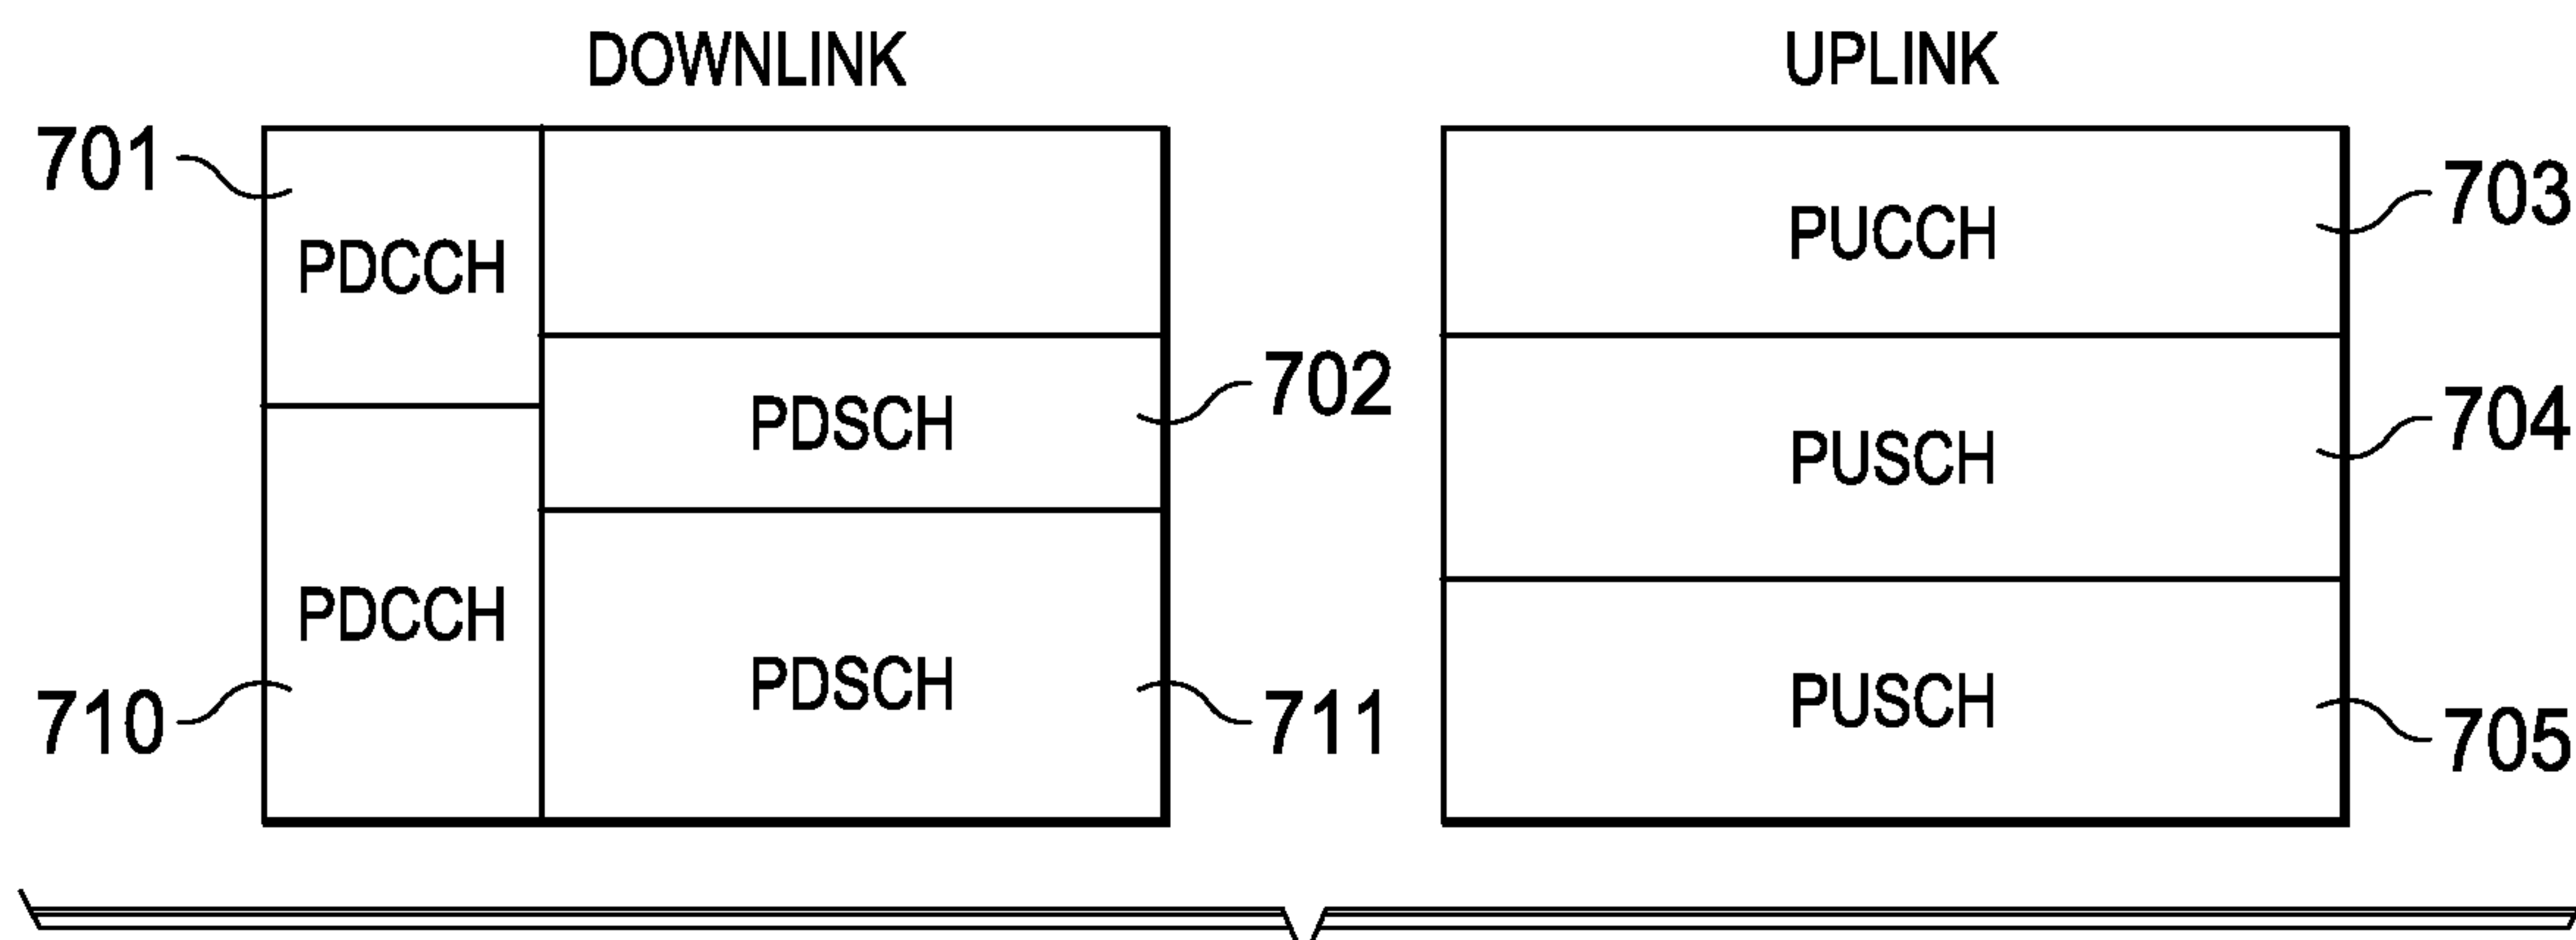 DOWNLINK
UPLINK
701
PDCCH
PDSCH
702
PDCCH
710
PDSCH
711
PUCCH
703
PUSCH
704
PUSCH
705